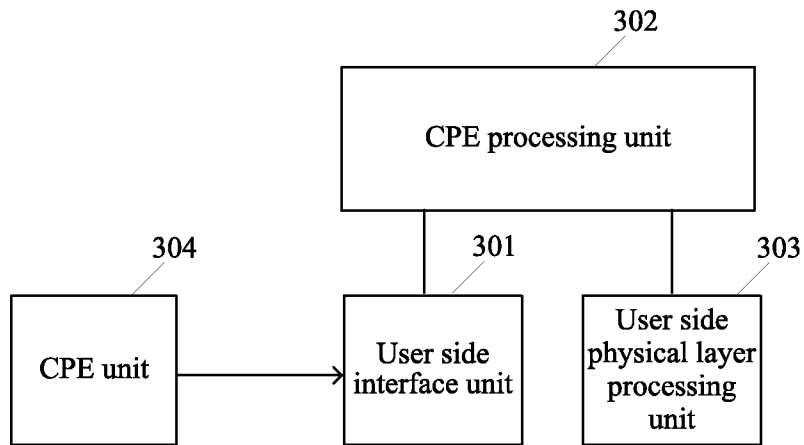 302
CPE processing unit
304
301
303
CPE unit
User side
interface unit
User side
physical layer
processing
unit